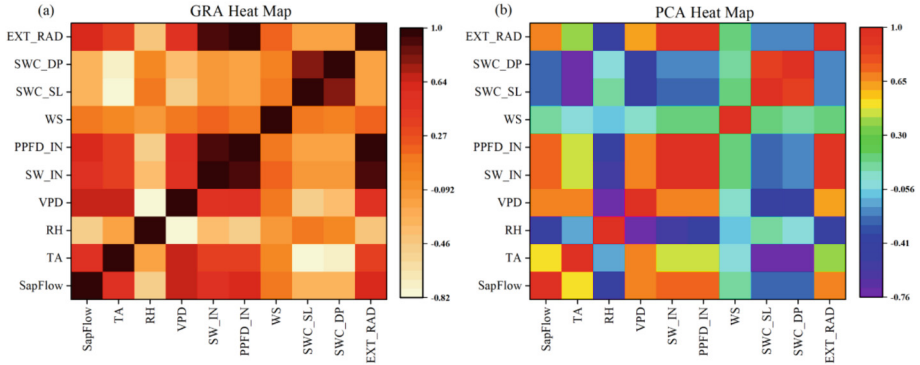 (a)
GRA Heat Map
EXT_RAD
SWC_DP
SWC_SL
WS
PPFD_IN
SW_IN
VPD
RH
TA
SapFlow
SapFlow
TA
RH
VPD
SW_IN
PPFD_IN
WS
SWC_SL
SWC_DP
EXT_RAD
1.0
0.64
0.27
-0.092
-0.46
-0.82
(b)
PCA Heat Map
EXT_RAD
SWC_DP
SWC_SL
WS
PPFD_IN
SW_IN
VPD
RH
TA
SapFlow
SapFlow
TA
RH
VPD
SW_IN
PPFD_IN
WS
SWC_SL
SWC_DP
EXT_RAD
1.0
0.65
0.30
-0.056
-0.41
-0.76